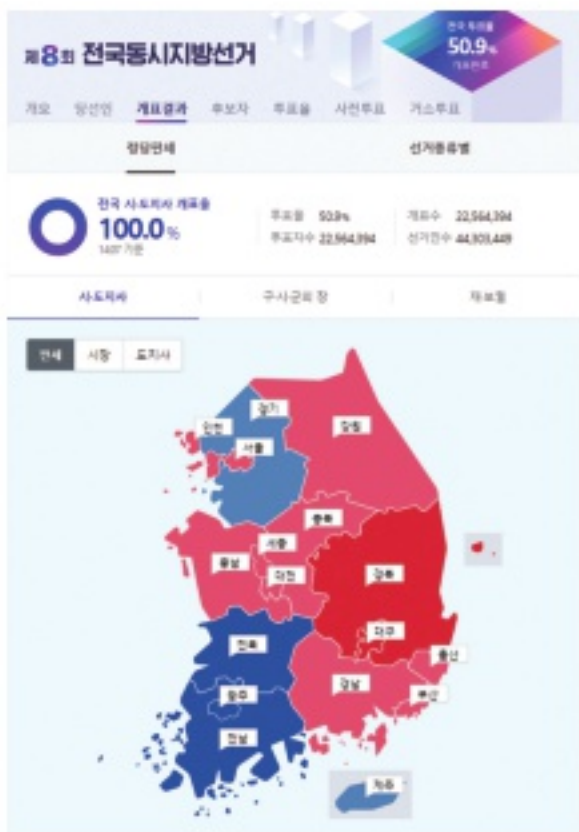 전국 투표율
제8회 전국동시지방선거
50.9%
개표완료
개요 당선인 개표결과 후보자 투표율 사전투표 거소투표
정당전체 선거종류별
전국 시·도지사 개표율
100.0%
투표율 50.9%
투표자수 22,564,394
개표수 22,564,394
선거인수 44,303,449
시·도지사 구·시·군의 장 재·보궐
전체 시장 도지사
경기
인천
강원
서울
충북
세종
충남
대전
경북
전북
대구
울산
광주
경남
부산
전남
제주